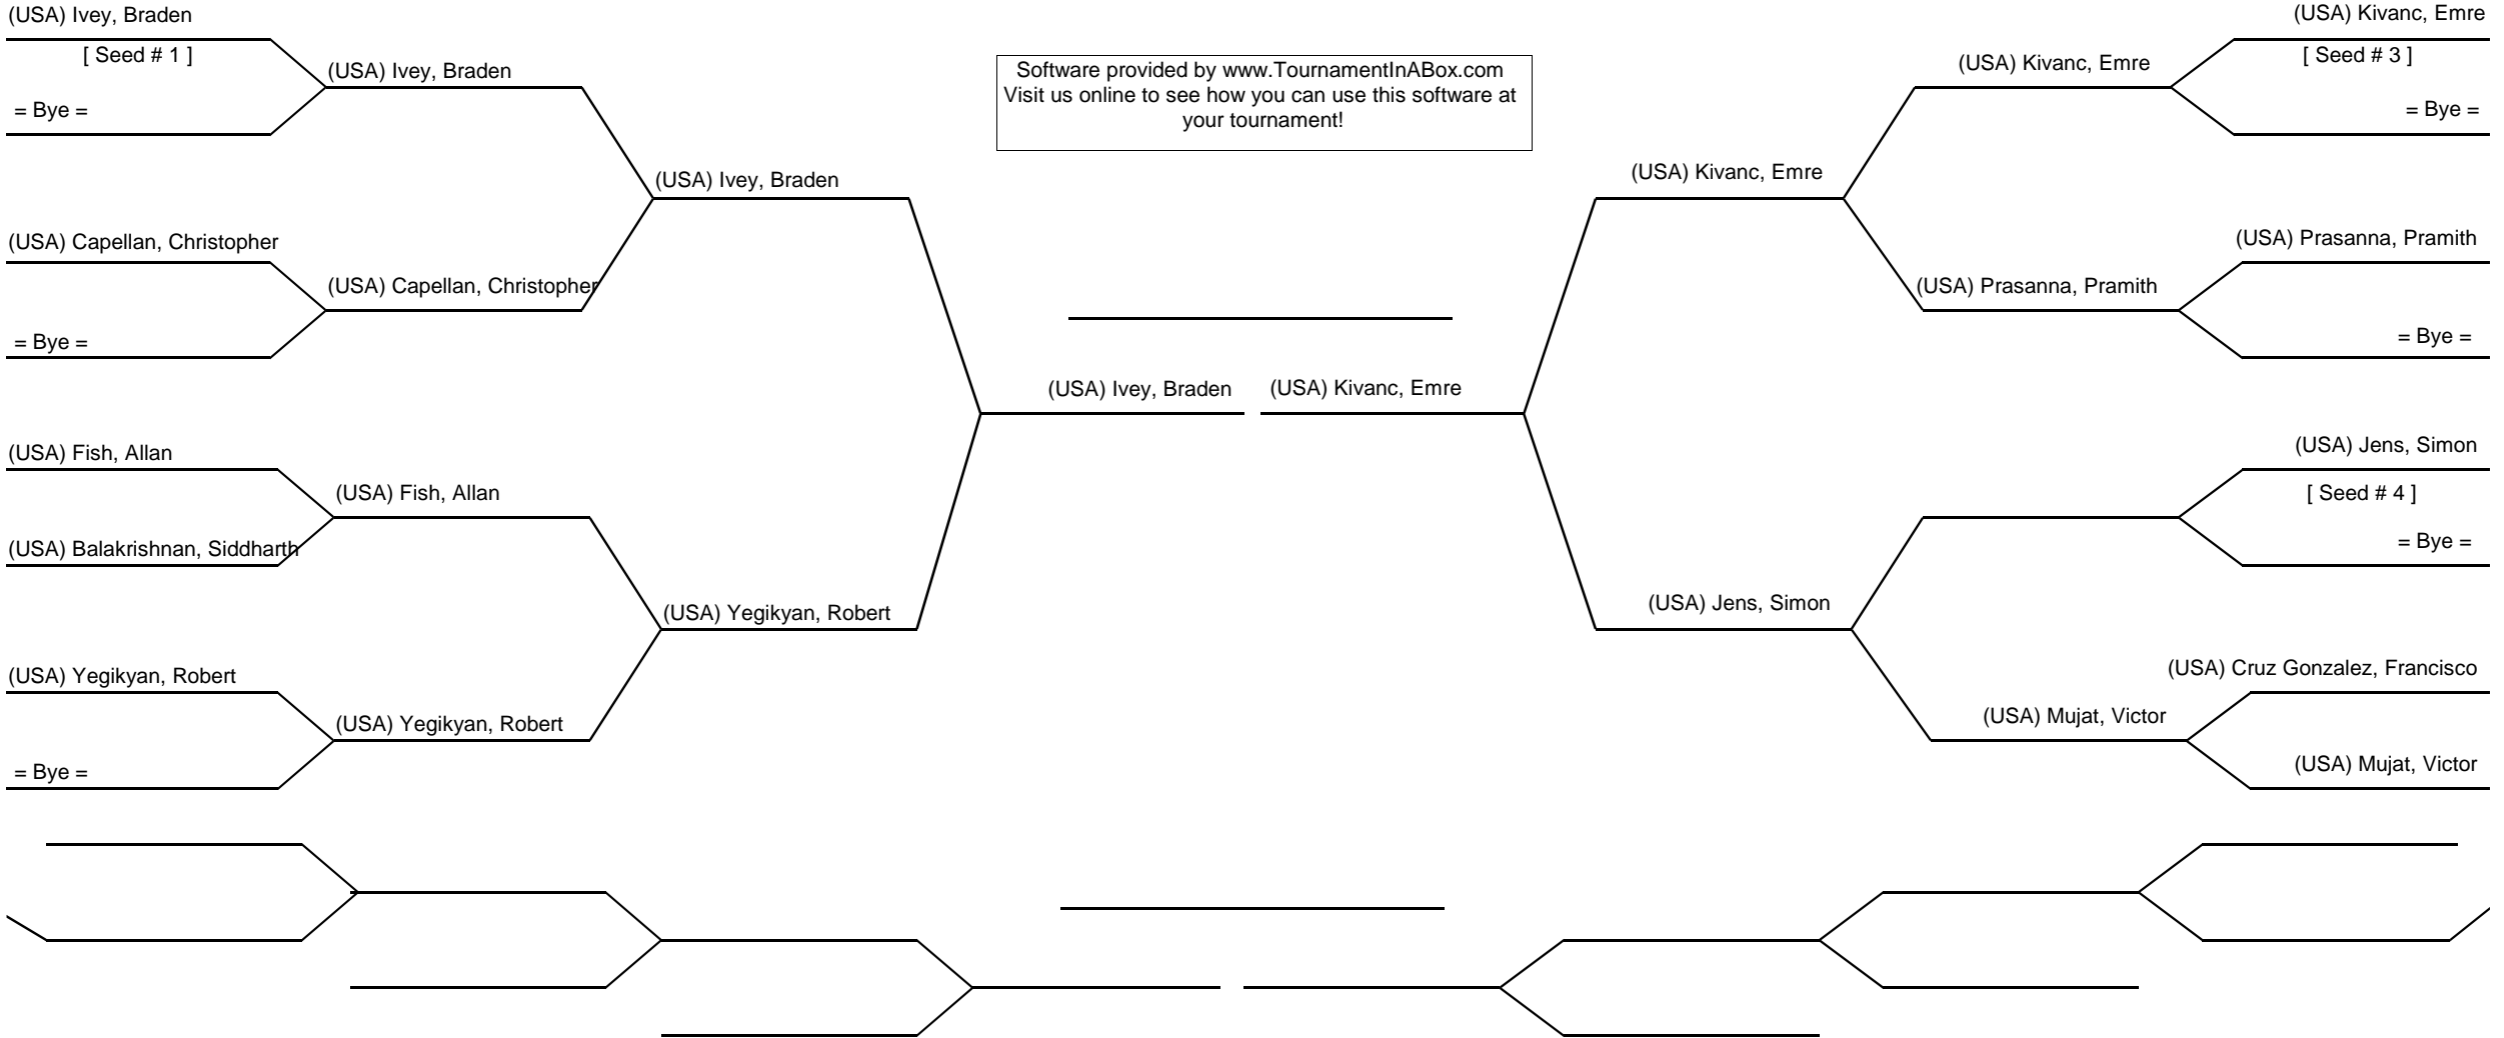 (USA) Ivey, Braden
[ Seed # 1 ]
= Bye =
(USA) Capellan, Christopher
= Bye =
(USA) Fish, Allan
(USA) Balakrishnan, Siddharth
(USA) Yegikyan, Robert
= Bye =
(USA) Ivey, Braden
(USA) Capellan, Christopher
(USA) Fish, Allan
(USA) Yegikyan, Robert
(USA) Ivey, Braden
(USA) Yegikyan, Robert
Software provided by www.TournamentInABox.com
Visit us online to see how you can use this software at
your tournament!
(USA) Ivey, Braden
(USA) Kivanc, Emre
(USA) Kivanc, Emre
(USA) Jens, Simon
(USA) Kivanc, Emre
(USA) Prasanna, Pramith
(USA) Mujat, Victor
(USA) Kivanc, Emre
[ Seed # 3 ]
= Bye =
(USA) Prasanna, Pramith
= Bye =
(USA) Jens, Simon
[ Seed # 4 ]
= Bye =
(USA) Cruz Gonzalez, Francisco
(USA) Mujat, Victor